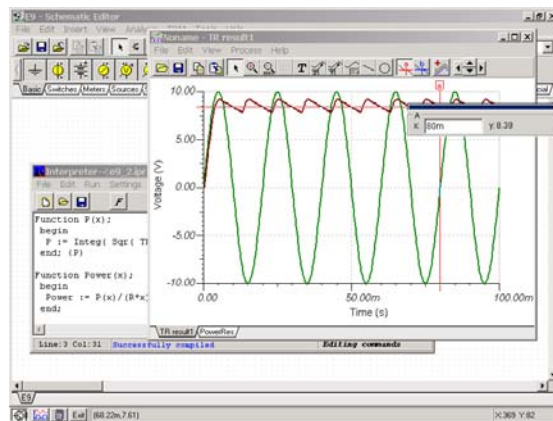 E9 - Schematic Editor
File Edit Insert View
Noname - TR result1
File Edit View Process Help
T
Basic Switches Meters Sources
10.00
5.00
0.00
-5.00
-10.00
Voltage (V)
0.00
50.00m
100.00m
Time (s)
a
A
x: 80m y: 8.39
TR result1 PowerRes
Interpreter
File Edit Run Settings
F
Function P(x);
begin
P := Integ( Sqr(
end; {P}
Function Power(x);
begin
Power := P(x)/(R*x)
end;
Line:3 Col:31 Successfully compiled Editing commands
E9
Exit (68.22m,7.61) X:369 Y:82